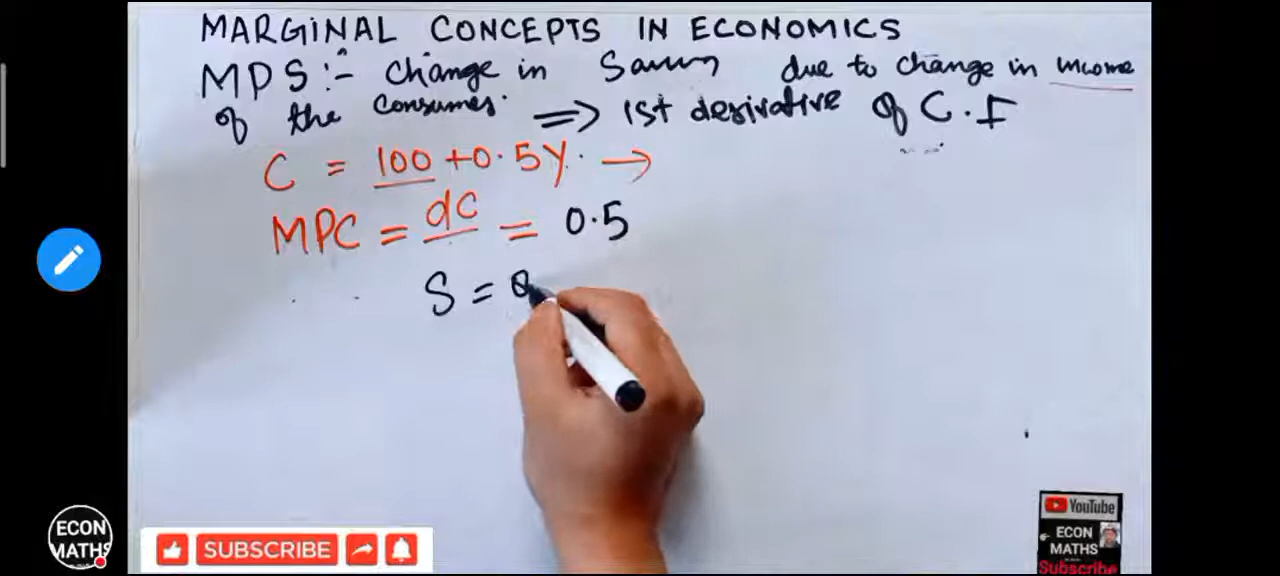 MARGINAL CONCEPTS IN ECONOMICS
MPS :- Change in Saving due to change in income
of the Consumer. => 1st derivative of C.F
C = 100 + 0.5Y. →
MPC = dC = 0.5
S =
ECON
MATHS
SUBSCRIBE
YouTube
ECON
MATHS
Subscribe